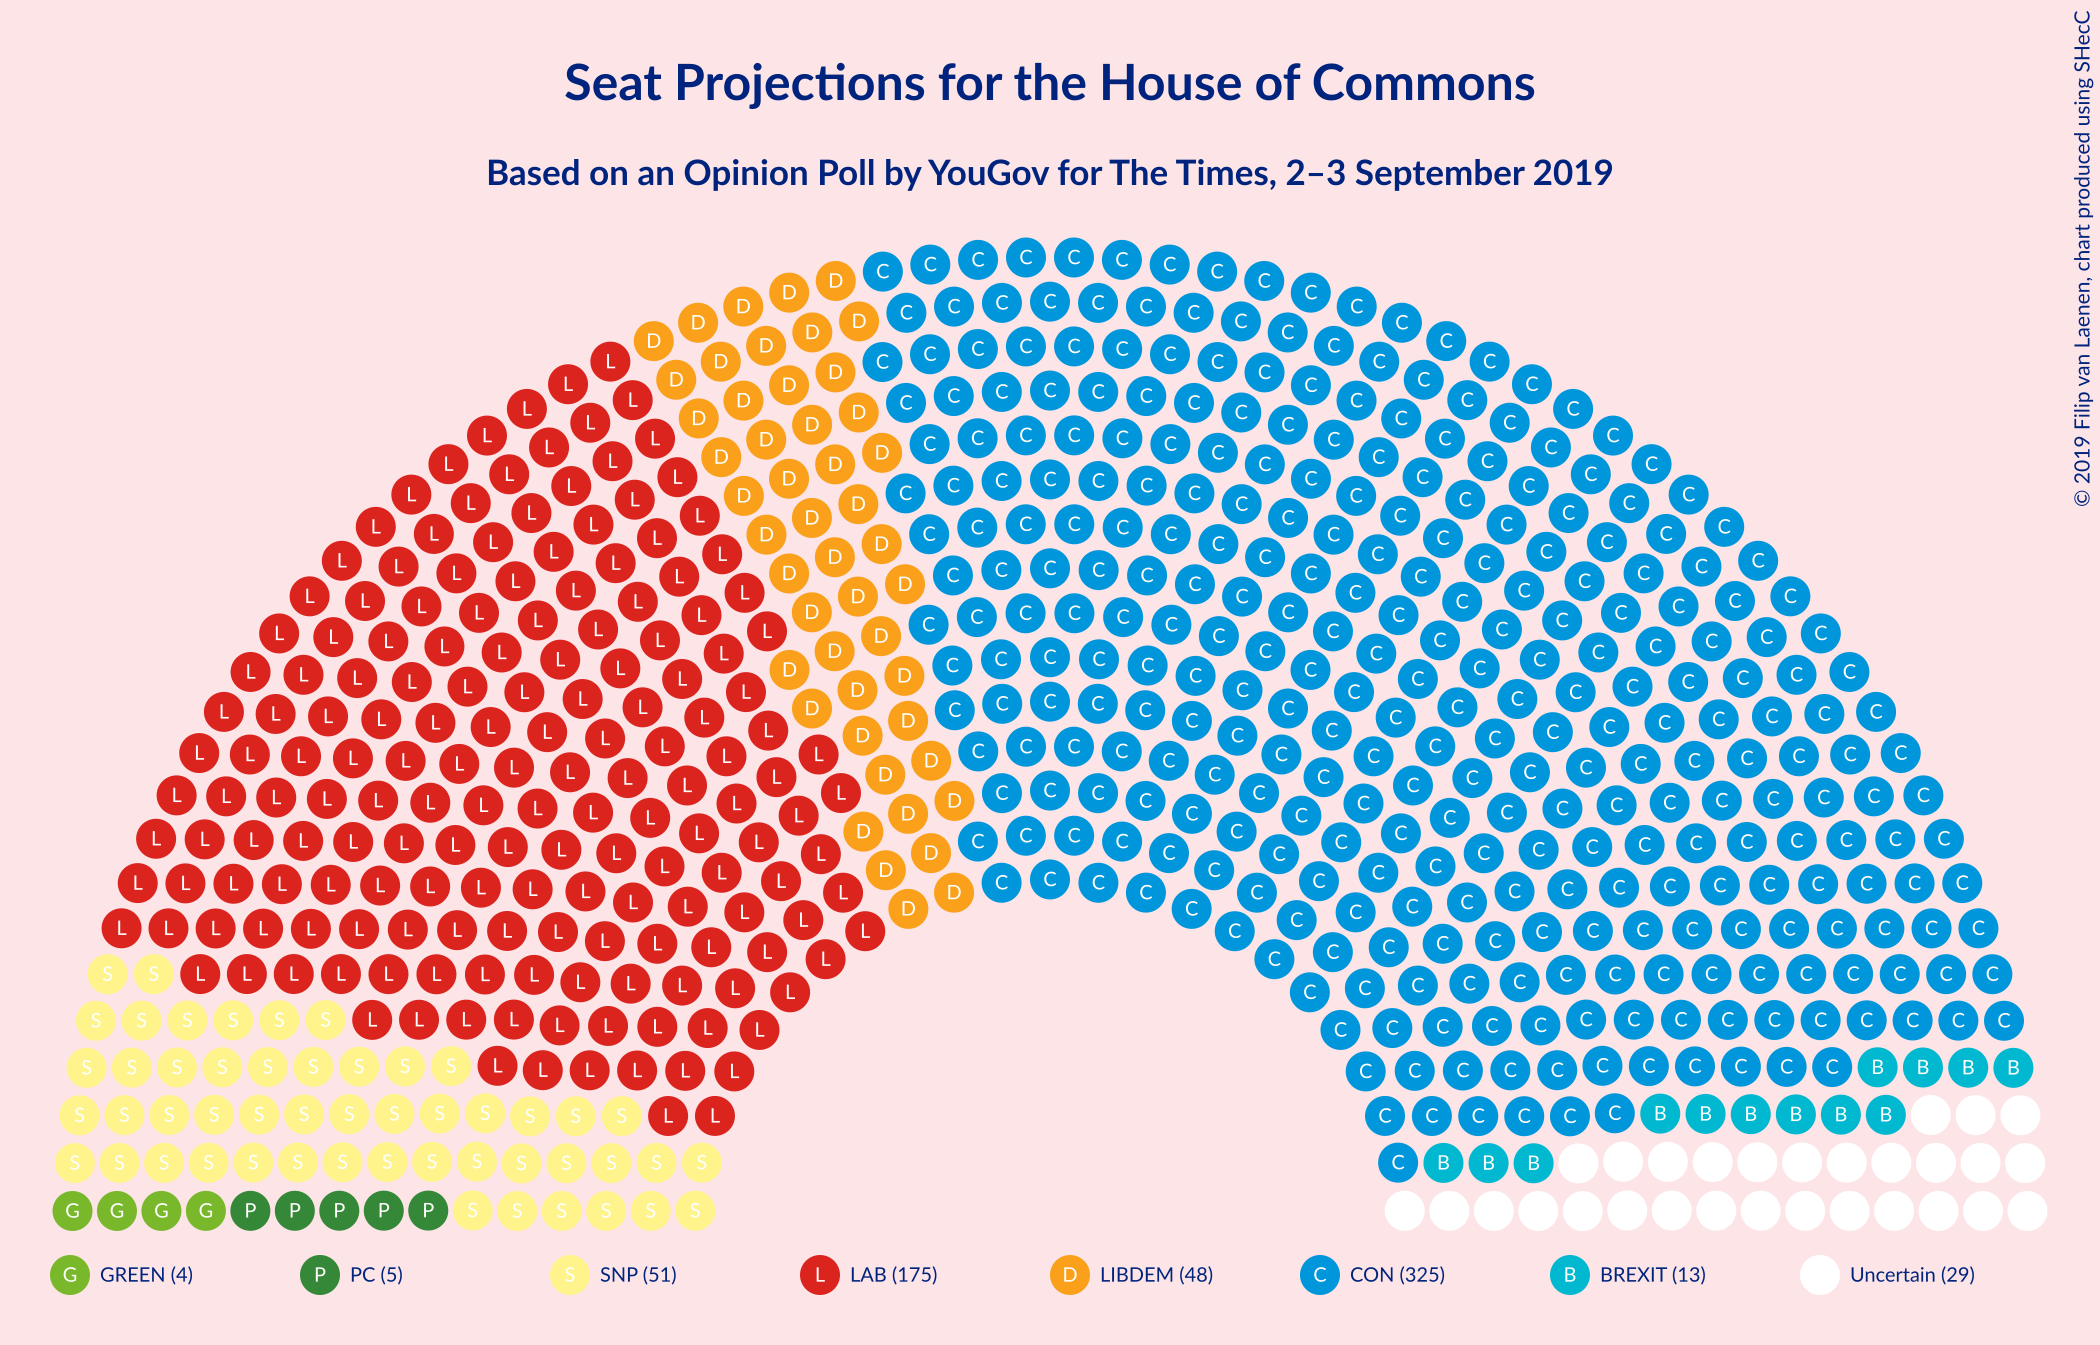 Seat Projections for the House of Commons
Based on an Opinion Poll by YouGov for The Times, 2–3 September 2019
© 2019 Filip van Laenen, chart produced using SHecC
G GREEN (4)
P PC (5)
S SNP (51)
L LAB (175)
D LIBDEM (48)
C CON (325)
B BREXIT (13)
Uncertain (29)